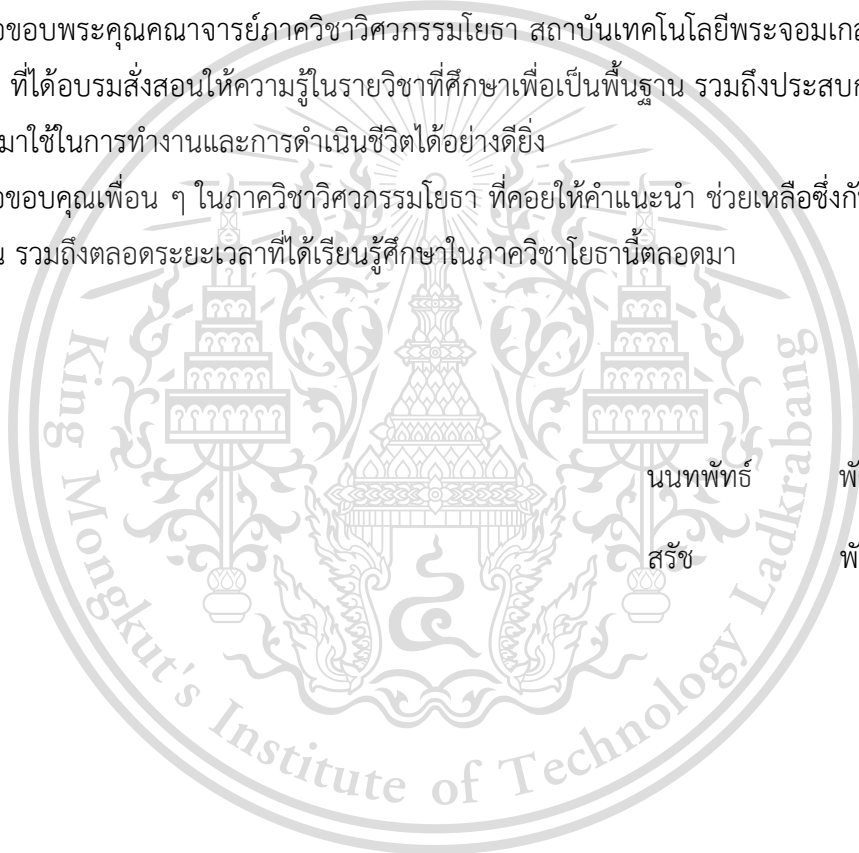 ขอบพระคุณคณาจารย์ภาควิชาวิศวกรรมโยธา สถาบันเทคโนโลยีพระจอมเกล
ที่ได้อบรมสั่งสอนให้ความรู้ในรายวิชาที่ศึกษาเพื่อเป็นพื้นฐาน รวมถึงประสบก
มาใช้ในการทำงานและการดำเนินชีวิตได้อย่างดียิ่ง
ขอบคุณเพื่อน ๆ ในภาควิชาวิศวกรรมโยธา ที่คอยให้คำแนะนำ ช่วยเหลือซึ่งกั
น รวมถึงตลอดระยะเวลาที่ได้เรียนรู้ศึกษาในภาควิชาโยธานี้ตลอดมา
นนทพัทธ์
สรัช พั
King Mongkut's Institute of Technology Ladkrabang